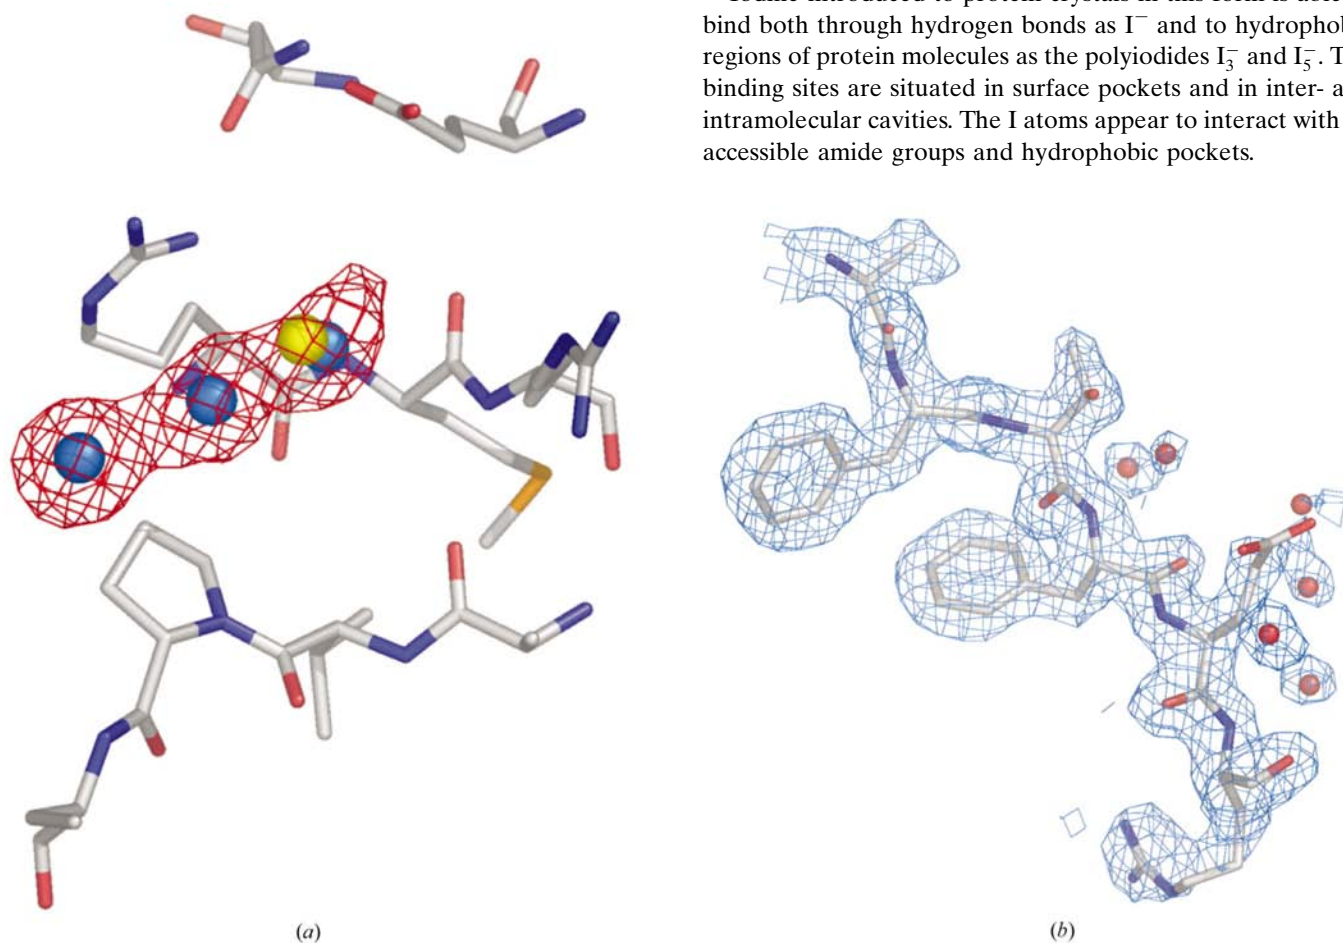 bind both through hydrogen bonds as I⁻ and to hydrophob
regions of protein molecules as the polyiodides I₃⁻ and I₅⁻. T
binding sites are situated in surface pockets and in inter- a
intramolecular cavities. The I atoms appear to interact with
accessible amide groups and hydrophobic pockets.
(a)
(b)